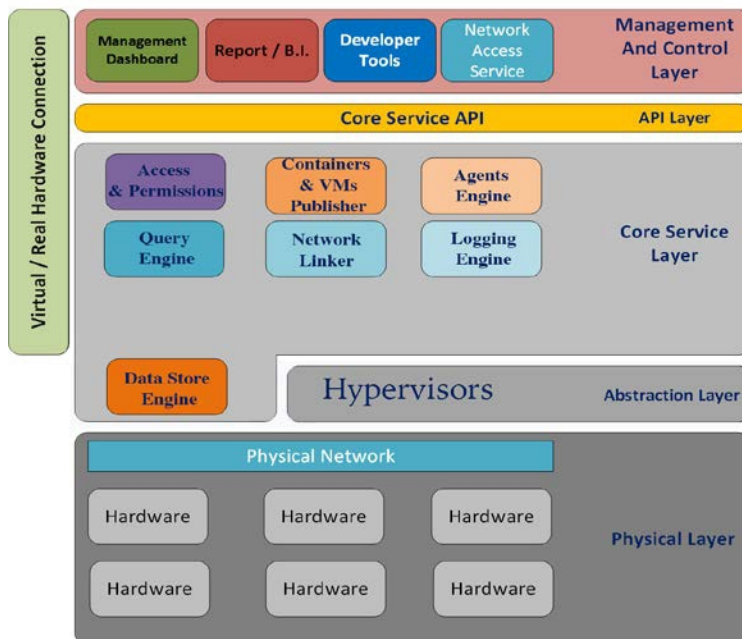 Virtual / Real Hardware Connection
Management
Dashboard
Report / B.I.
Developer
Tools
Network
Access
Service
Management
And Control
Layer
Core Service API
API Layer
Access
& Permissions
Containers
& VMs
Publisher
Agents
Engine
Query
Engine
Network
Linker
Logging
Engine
Core Service
Layer
Data Store
Engine
Hypervisors
Abstraction Layer
Physical Network
Hardware
Hardware
Hardware
Hardware
Hardware
Hardware
Physical Layer